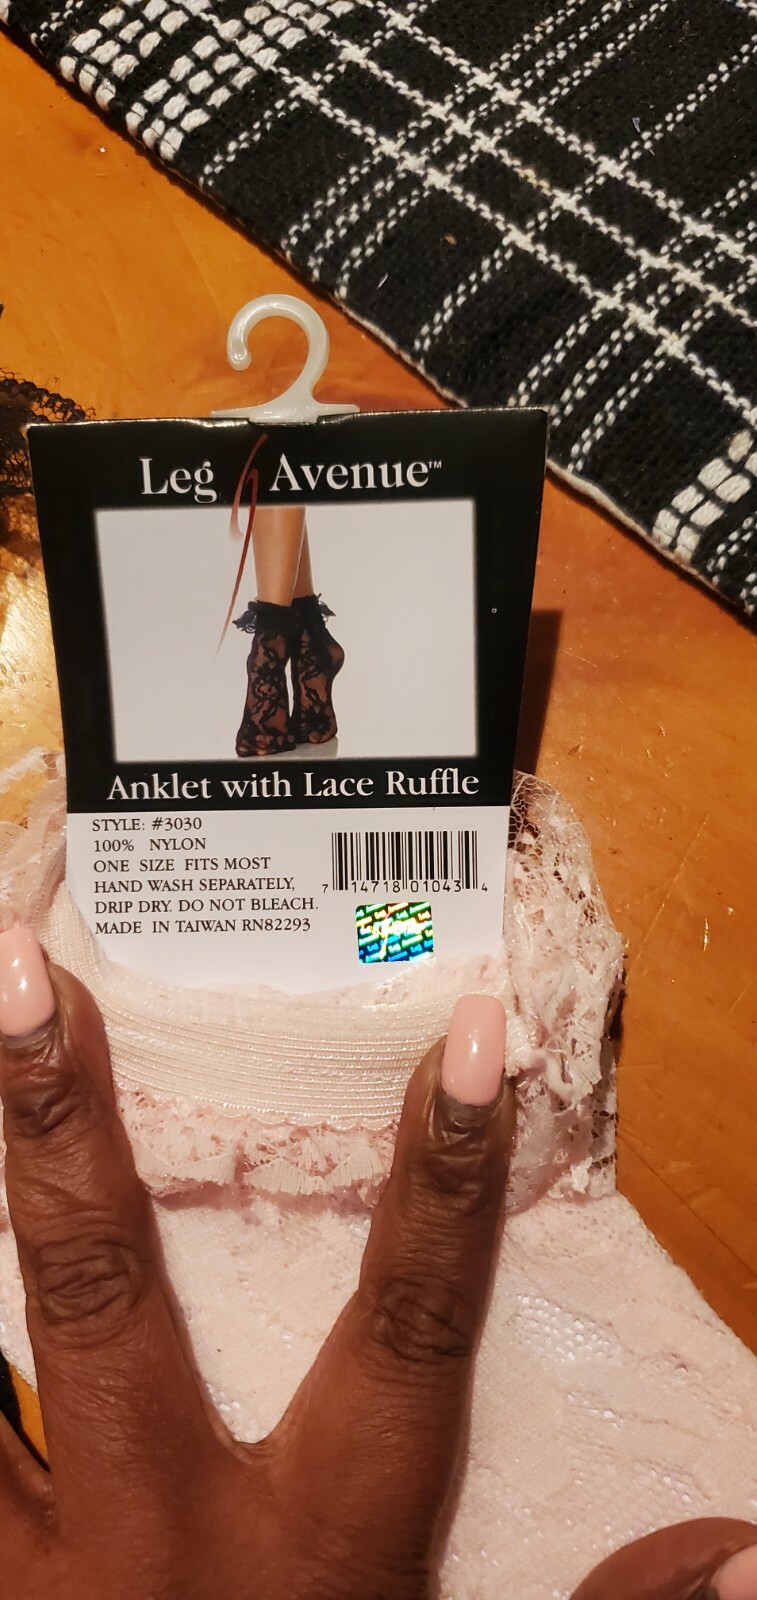 Leg Avenue™
Anklet with Lace Ruffle
STYLE: #3030
100% NYLON
ONE SIZE FITS MOST
HAND WASH SEPARATELY,
DRIP DRY. DO NOT BLEACH.
MADE IN TAIWAN RN82293
7 14718 01043 4